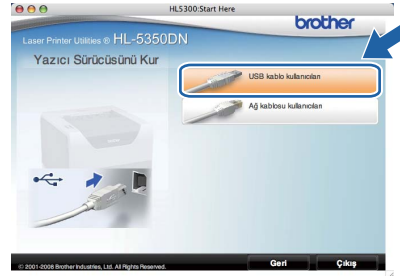 HL5300:Start Here
brother
Laser Printer Utilities ® HL-5350DN
Yazıcı Sürücüsünü Kur
USB kablo kullanıcıları
Ağ kablosu kullanıcıları
© 2001-2008 Brother Industries, Ltd. All Rights Reserved.
Geri
Çıkış